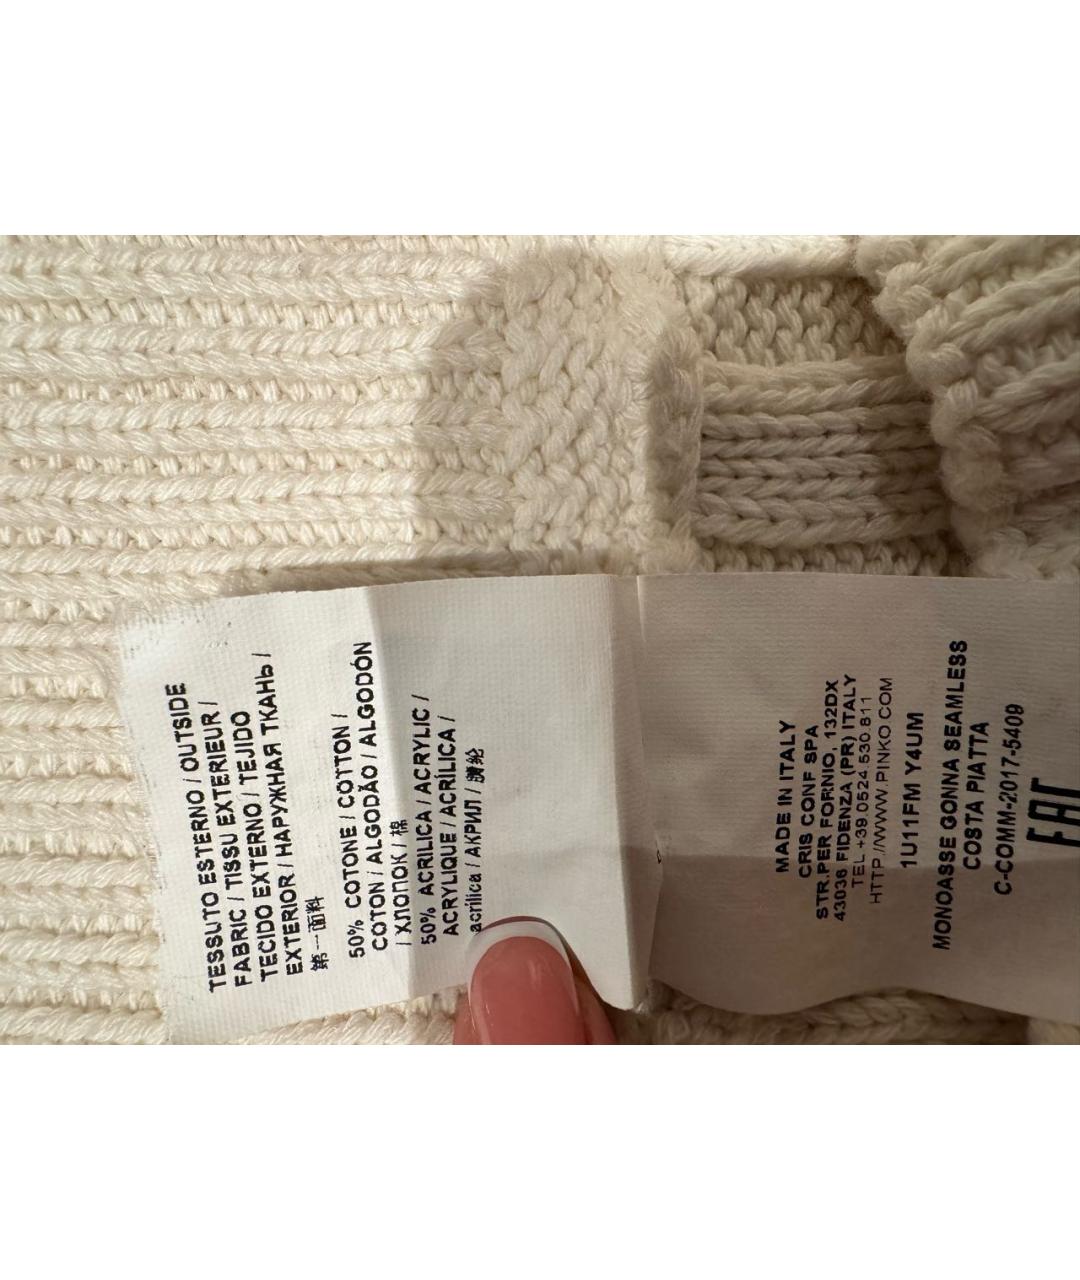 TESSUTO ESTERNO / OUTSIDE
FABRIC / TISSU EXTERIEUR /
TECIDO EXTERNO / TEJIDO
EXTERIOR / НАРУЖНАЯ ТКАНЬ /
第一面料
50% COTONE / COTTON /
COTON / ALGODÃO / ALGODÓN
/ ХЛОПОК / 棉
50% ACRILICA / ACRYLIC /
ACRYLIQUE / ACRÍLICA /
acrílica / АКРИЛ / 腈纶
MADE IN ITALY
CRIS CONF SPA
STR.PER FORNIO, 132DX
43036 FIDENZA (PR) ITALY
TEL +39.0524.530.811
HTTP://WWW.PINKO.COM
1U11FM Y4UM
MONOASSE GONNA SEAMLESS
COSTA PIATTA
C-COMM-2017-5409
EAC